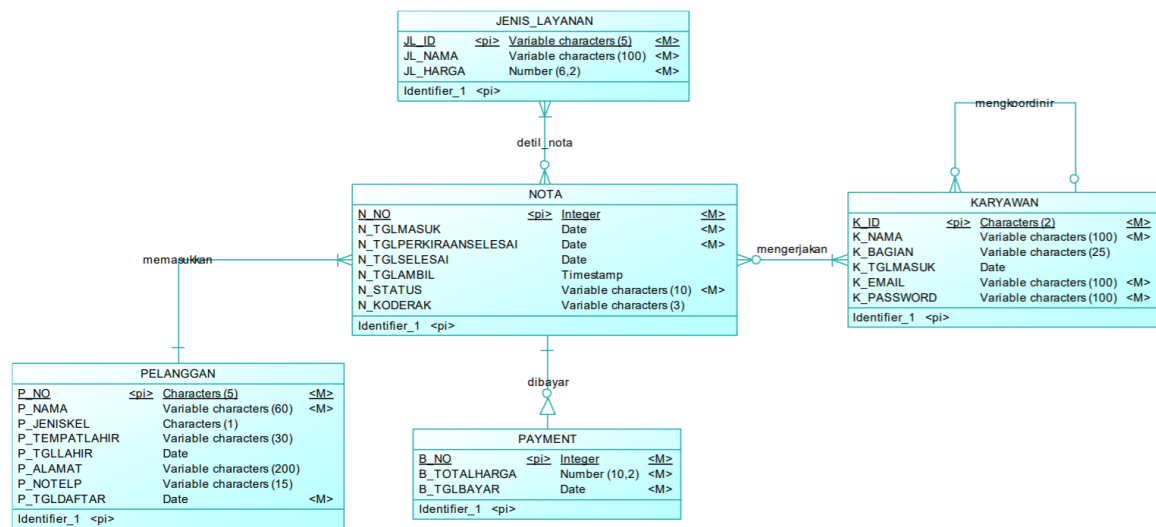 JENIS_LAYANAN
JL_ID <pi> Variable characters (5) <M>
JL_NAMA Variable characters (100) <M>
JL_HARGA Number (6,2) <M>
Identifier_1 <pi>
mengkoordinir
detil_nota
NOTA
N_NO <pi> Integer <M>
N_TGLMASUK Date <M>
N_TGLPERKIRAANSELESAI Date <M>
N_TGLSELESAI Date
N_TGLAMBIL Timestamp
N_STATUS Variable characters (10) <M>
N_KODERAK Variable characters (3)
Identifier_1 <pi>
KARYAWAN
K_ID <pi> Characters (2) <M>
K_NAMA Variable characters (100) <M>
K_BAGIAN Variable characters (25)
K_TGLMASUK Date
K_EMAIL Variable characters (100) <M>
K_PASSWORD Variable characters (100) <M>
Identifier_1 <pi>
mengerjakan
memasukkan
PELANGGAN
P_NO <pi> Characters (5) <M>
P_NAMA Variable characters (60) <M>
P_JENISKEL Characters (1)
P_TEMPATLAHIR Variable characters (30)
P_TGLLAHIR Date
P_ALAMAT Variable characters (200)
P_NOTELP Variable characters (15)
P_TGLDAFTAR Date <M>
Identifier_1 <pi>
dibayar
PAYMENT
B_NO <pi> Integer <M>
B_TOTALHARGA Number (10,2) <M>
B_TGLBAYAR Date <M>
Identifier_1 <pi>